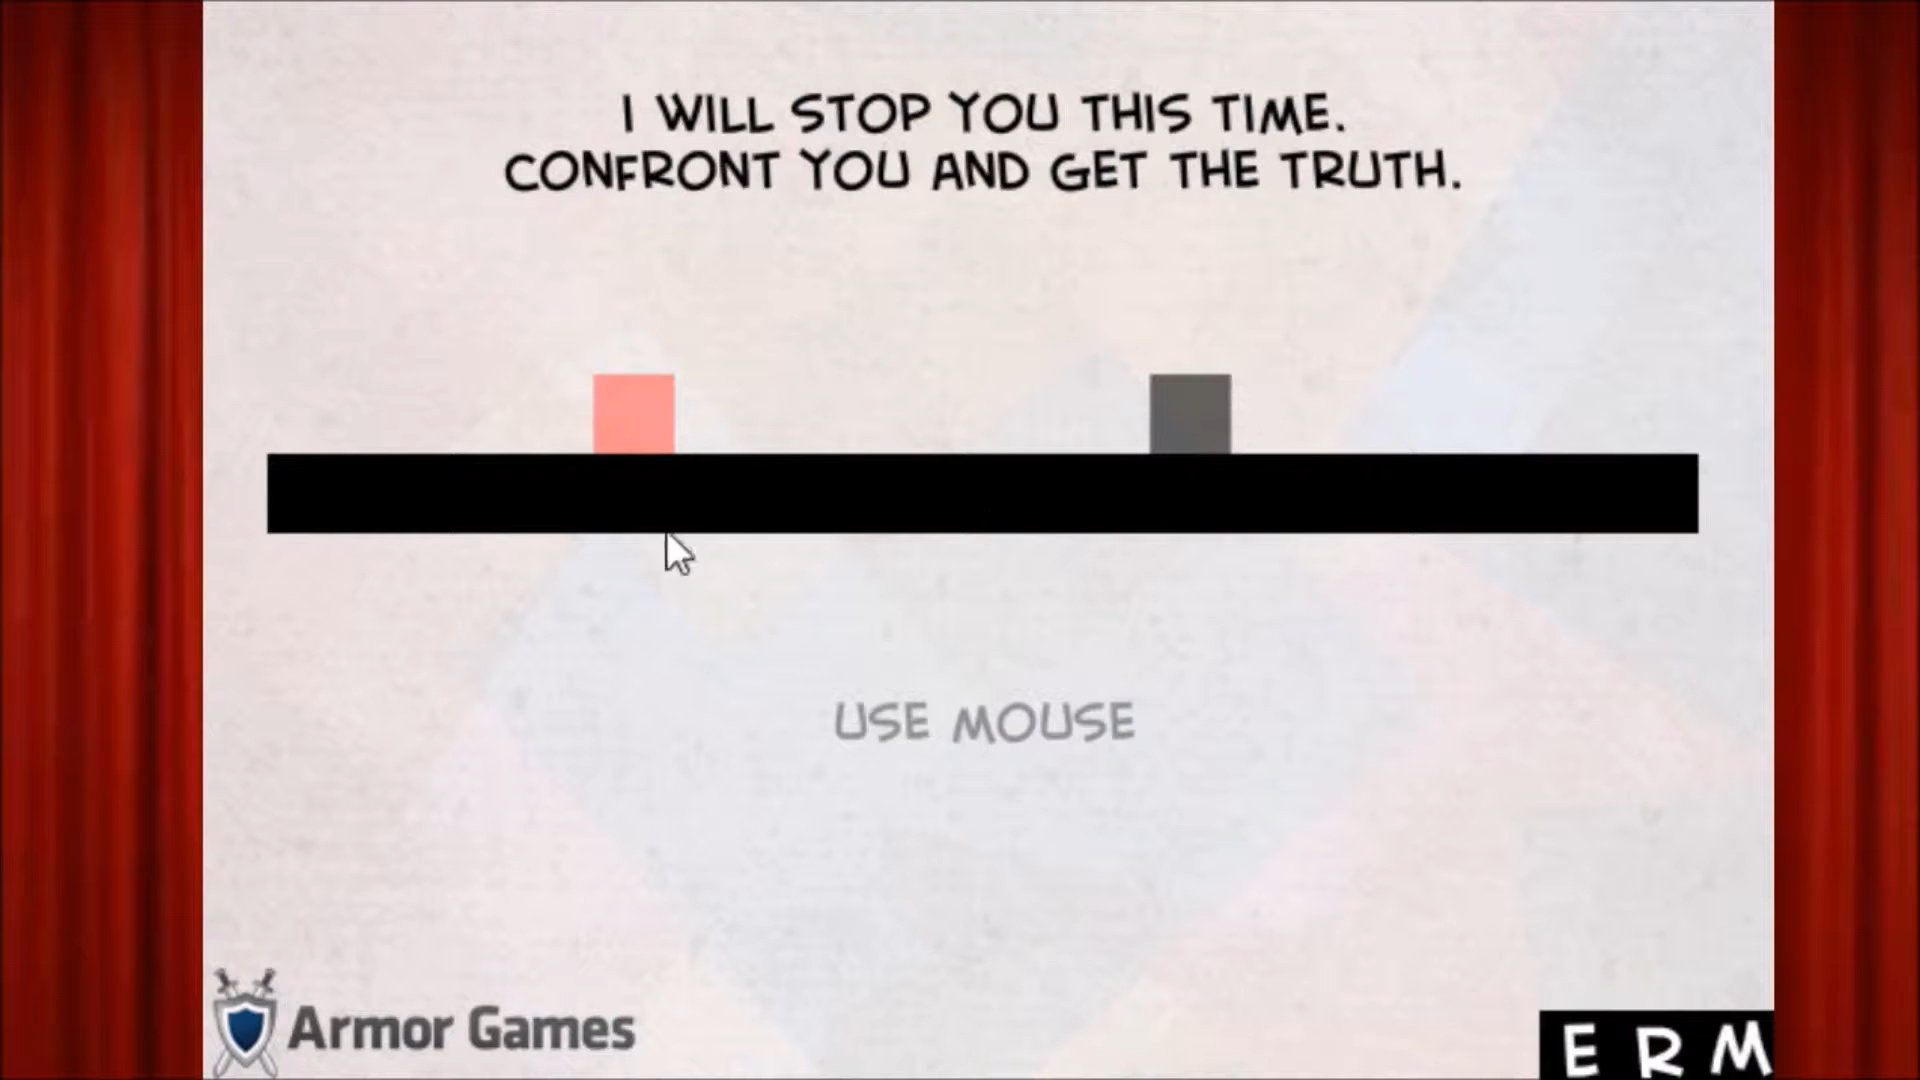 I WILL STOP YOU THIS TIME.
CONFRONT YOU AND GET THE TRUTH.
USE MOUSE
Armor Games
E R M